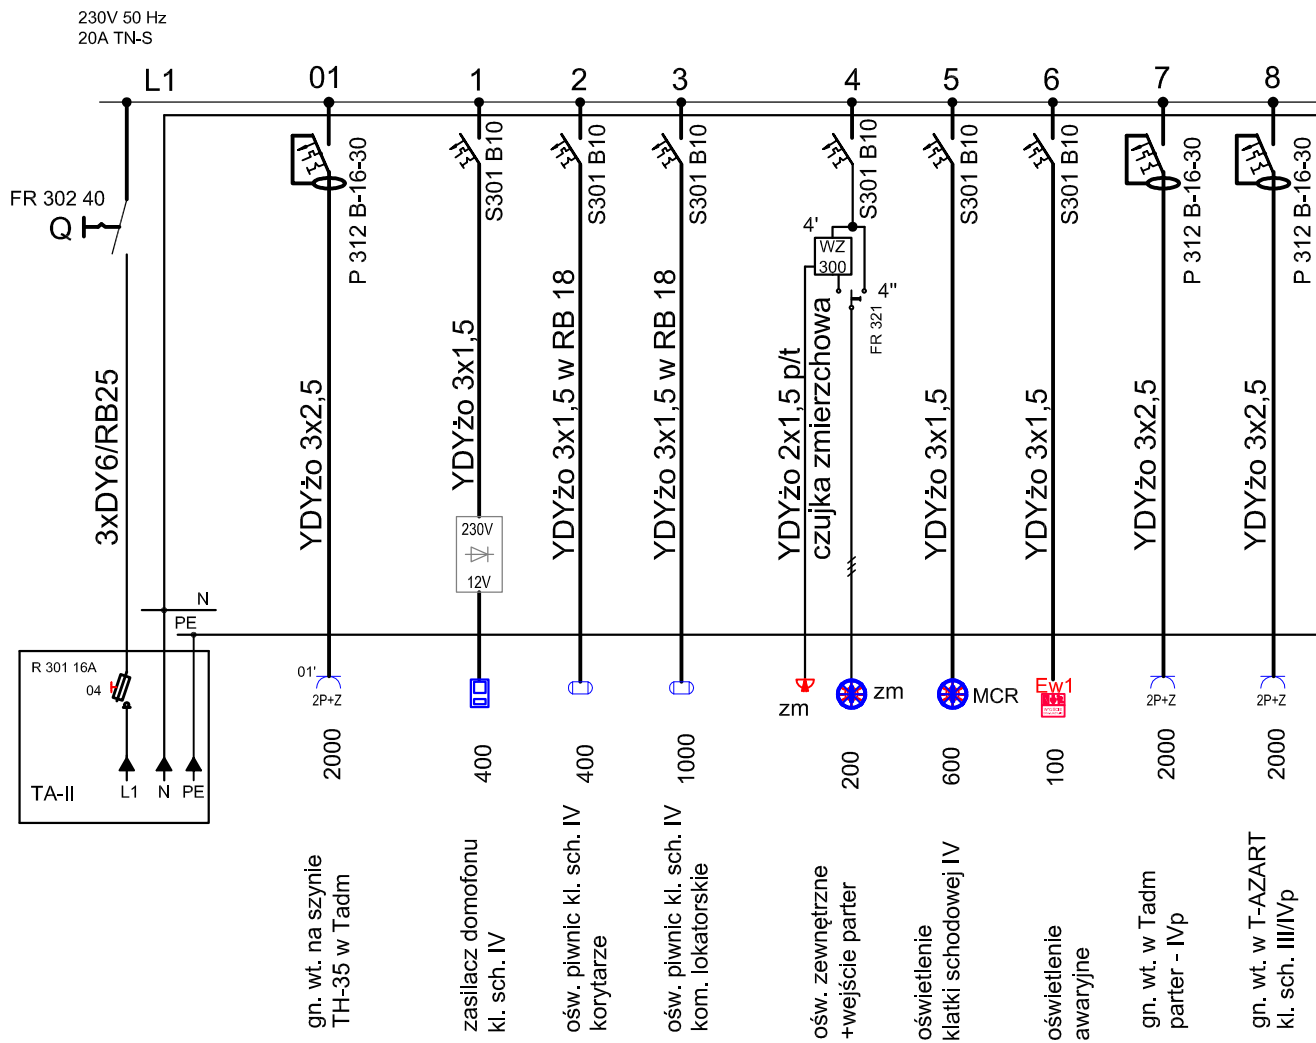 230V 50 Hz
20A TN-S
L1
01
1
2
3
4
5
6
7
8
FR 302 40
Q
P 312 B-16-30
S301 B10
S301 B10
S301 B10
S301 B10
S301 B10
S301 B10
P 312 B-16-30
P 312 B-16-30
4'
WZ
300
4"
FR 321
3xDY6/RB25
YDYżo 3x2,5
YDYżo 3x1,5
YDYżo 3x1,5 w RB 18
YDYżo 3x1,5 w RB 18
YDYżo 2x1,5 p/t
czujka zmierzchowa
YDYżo 3x1,5
YDYżo 3x1,5
YDYżo 3x2,5
YDYżo 3x2,5
230V
12V
N
PE
R 301 16A
04
TA-II
L1
N
PE
01'
2P+Z
zm
zm
MCR
Ew1
2P+Z
2P+Z
2000
400
400
1000
200
600
100
2000
2000
gn. wt. na szynie
TH-35 w Tadm
zasilacz domofonu
kl. sch. IV
ośw. piwnic kl. sch. IV
korytarze
ośw. piwnic kl. sch. IV
kom. lokatorskie
ośw. zewnętrzne
+wejście parter
oświetlenie
klatki schodowej IV
oświetlenie
awaryjne
gn. wt. w Tadm
parter - IVp
gn. wt. w T-AZART
kl. sch. III/IVp